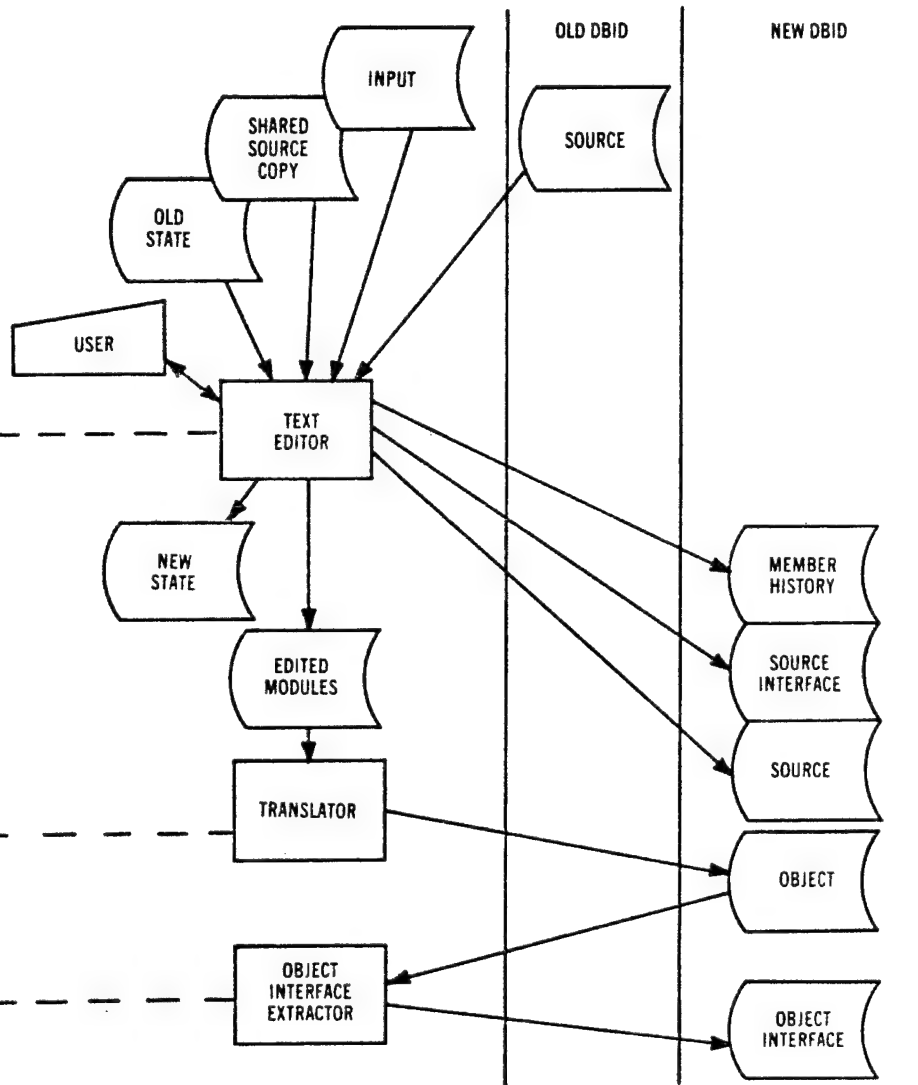 OLD DBID
NEW DBID
INPUT
SHARED
SOURCE
COPY
SOURCE
OLD
STATE
USER
TEXT
EDITOR
NEW
STATE
MEMBER
HISTORY
EDITED
MODULES
SOURCE
INTERFACE
SOURCE
TRANSLATOR
OBJECT
OBJECT
INTERFACE
EXTRACTOR
OBJECT
INTERFACE